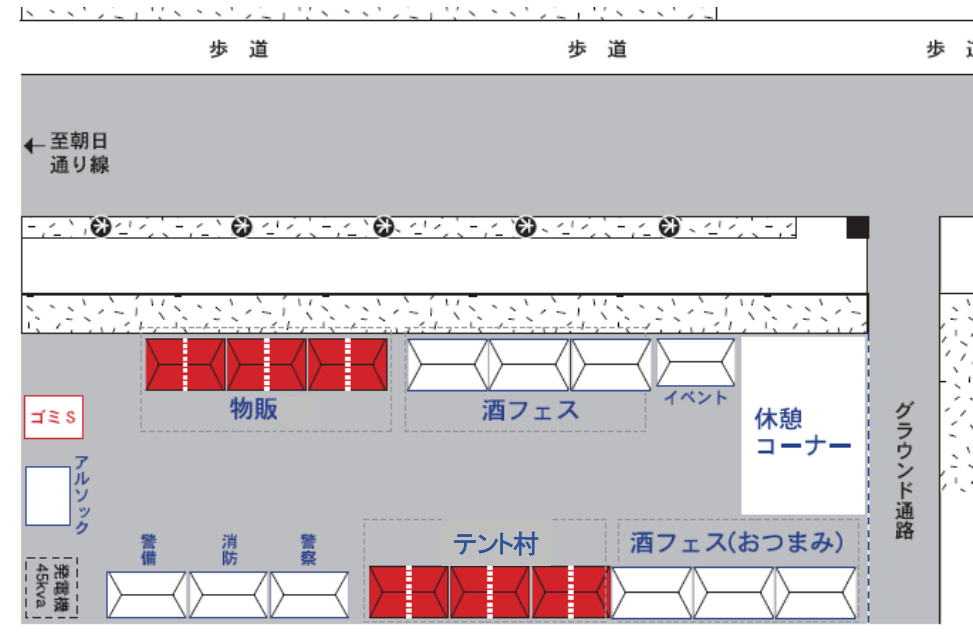 歩 道
歩 道
歩
←至朝日
通り線
物販
酒フェス
イベント
休憩
コーナー
グラウンド通路
ゴミS
アルソック
発電機
45kva
警備
消防
警察
テント村
酒フェス(おつまみ)